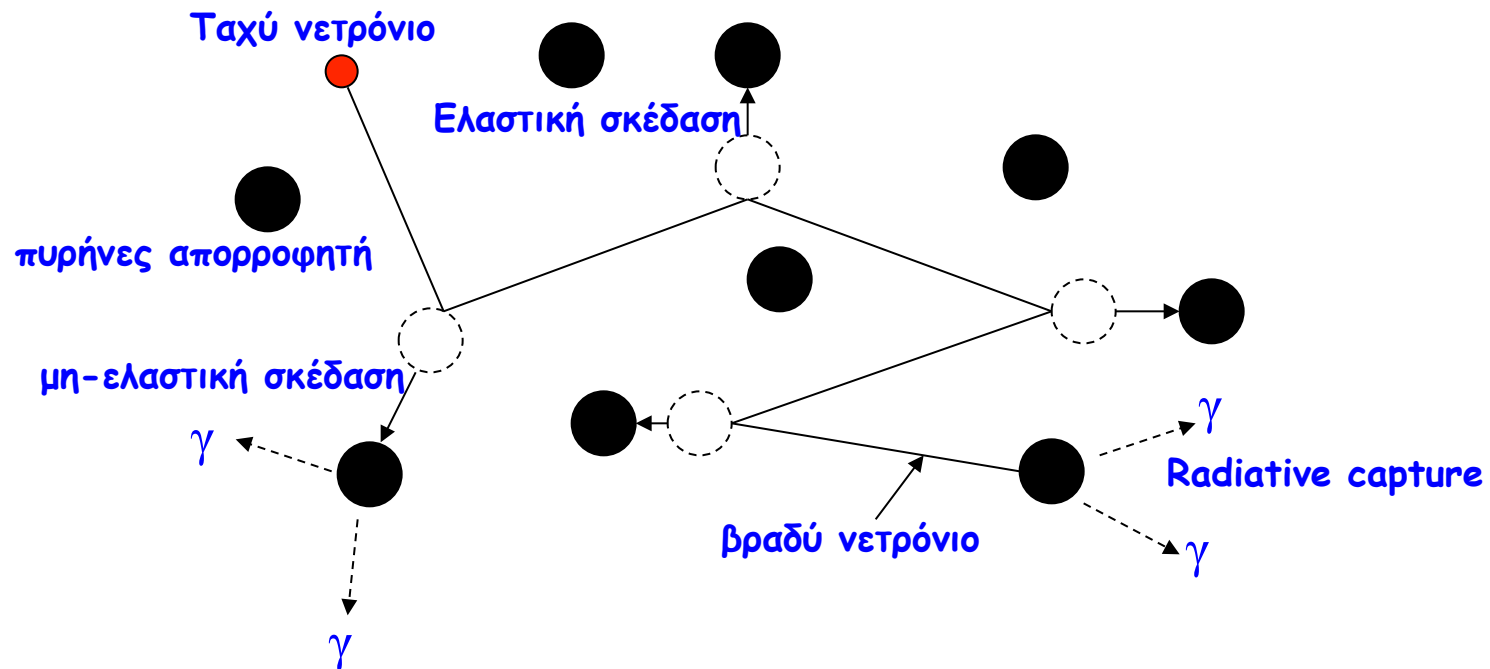 Ταχύ νετρόνιο
Ελαστική σκέδαση
πυρήνες απορροφητή
μη-ελαστική σκέδαση
γ
γ
γ
Radiative capture
βραδύ νετρόνιο
γ